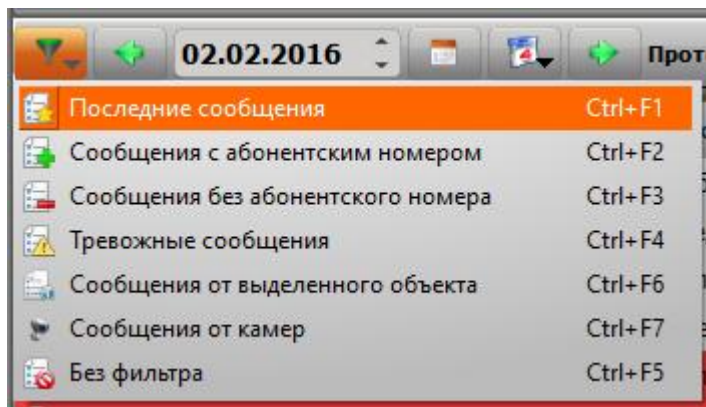 02.02.2016 Прот
Последние сообщения Ctrl+F1
Сообщения с абонентским номером Ctrl+F2
Сообщения без абонентского номера Ctrl+F3
Тревожные сообщения Ctrl+F4
Сообщения от выделенного объекта Ctrl+F6
Сообщения от камер Ctrl+F7
Без фильтра Ctrl+F5